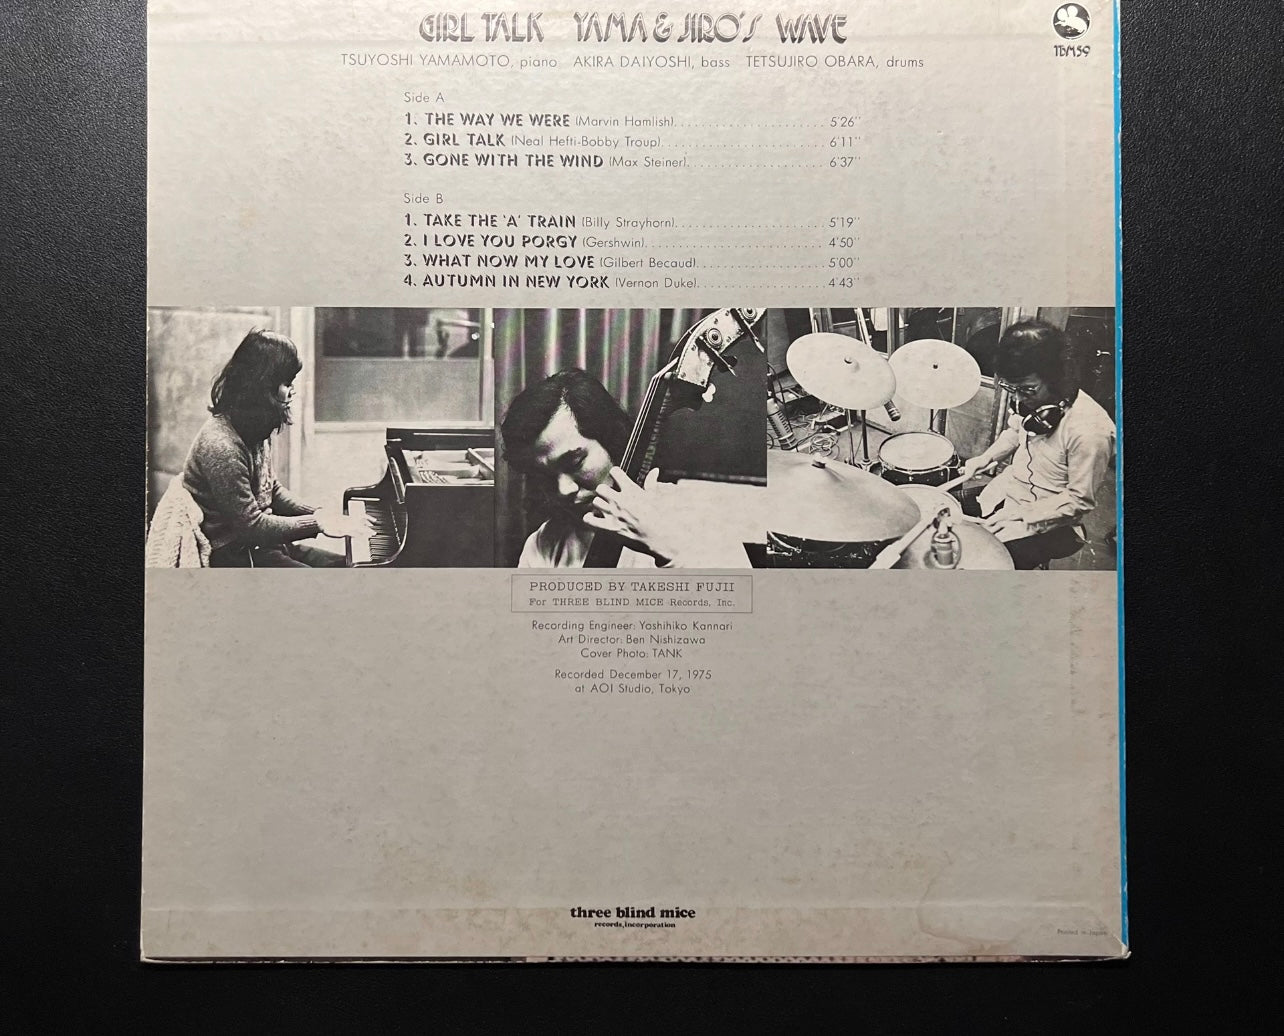 GIRL TALK YAMA & JIRO'S WAVE
TBM59
TSUYOSHI YAMAMOTO, piano AKIRA DAIYOSHI, bass TETSUJIRO OBARA, drums
Side A
1. THE WAY WE WERE (Marvin Hamlish)..................... 5'26"
2. GIRL TALK (Neal Hefti-Bobby Troup)....................... 6'11"
3. GONE WITH THE WIND (Max Steiner)................... 6'37"
Side B
1. TAKE THE 'A' TRAIN (Billy Strayhorn)..................... 5'19"
2. I LOVE YOU PORGY (Gershwin).......................... 4'50"
3. WHAT NOW MY LOVE (Gilbert Becaud).................. 5'00"
4. AUTUMN IN NEW YORK (Vernon Duke).................. 4'43"
PRODUCED BY TAKESHI FUJII
For THREE BLIND MICE Records, Inc.
Recording Engineer: Yoshihiko Kannari
Art Director: Ben Nishizawa
Cover Photo: TANK
Recorded December 17, 1975
at AOI Studio, Tokyo
three blind mice
records, incorporation
Printed in Japan